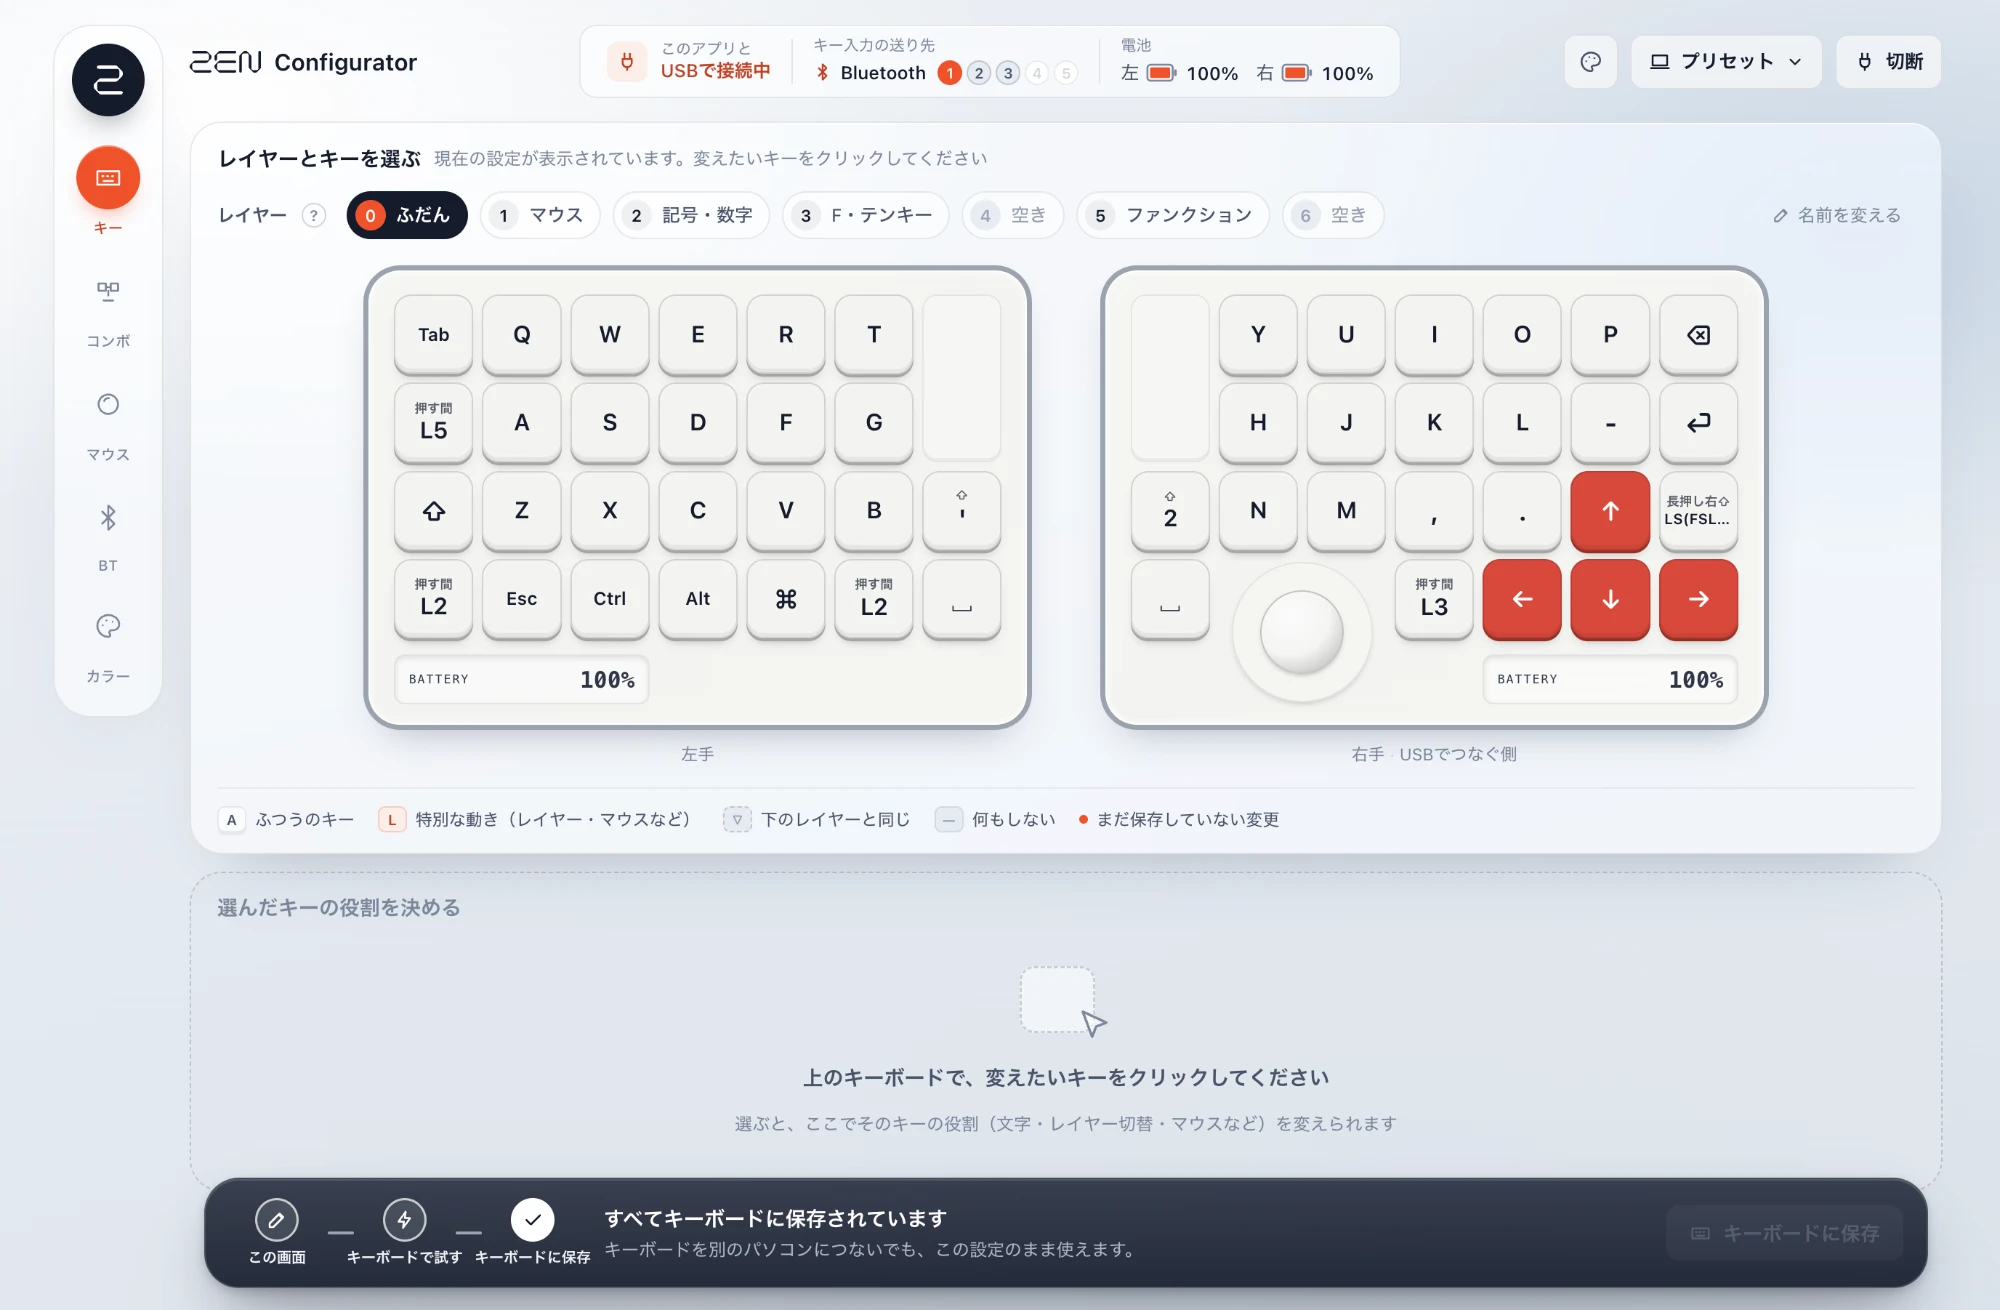 ZEN Configurator
このアプリと
USBで接続中
キー入力の送り先
Bluetooth 1 2 3 4 5
電池
左 100% 右 100%
プリセット
切断
キー
コンボ
マウス
BT
カラー
レイヤーとキーを選ぶ 現在の設定が表示されています。変えたいキーをクリックしてください
レイヤー ? 0 ふだん 1 マウス 2 記号・数字 3 F・テンキー 4 空き 5 ファンクション 6 空き 名前を変える
Tab Q W E R T
押す間
L5 A S D F G
⇧ Z X C V B ⇧
'
押す間
L2 Esc Ctrl Alt ⌘ 押す間
L2 ⎵
BATTERY 100%
左手
Y U I O P ⌫
H J K L - ↵
⇧
2 N M , . ↑ 長押し右⇧
LS(FSL...
⎵ 押す間
L3 ← ↓ →
BATTERY 100%
右手 · USBでつなぐ側
A ふつうのキー L 特別な動き（レイヤー・マウスなど） ▽ 下のレイヤーと同じ — 何もしない まだ保存していない変更
選んだキーの役割を決める
上のキーボードで、変えたいキーをクリックしてください
選ぶと、ここでそのキーの役割（文字・レイヤー切替・マウスなど）を変えられます
この画面
キーボードで試す
キーボードに保存
すべてキーボードに保存されています
キーボードを別のパソコンにつないでも、この設定のまま使えます。
キーボードに保存